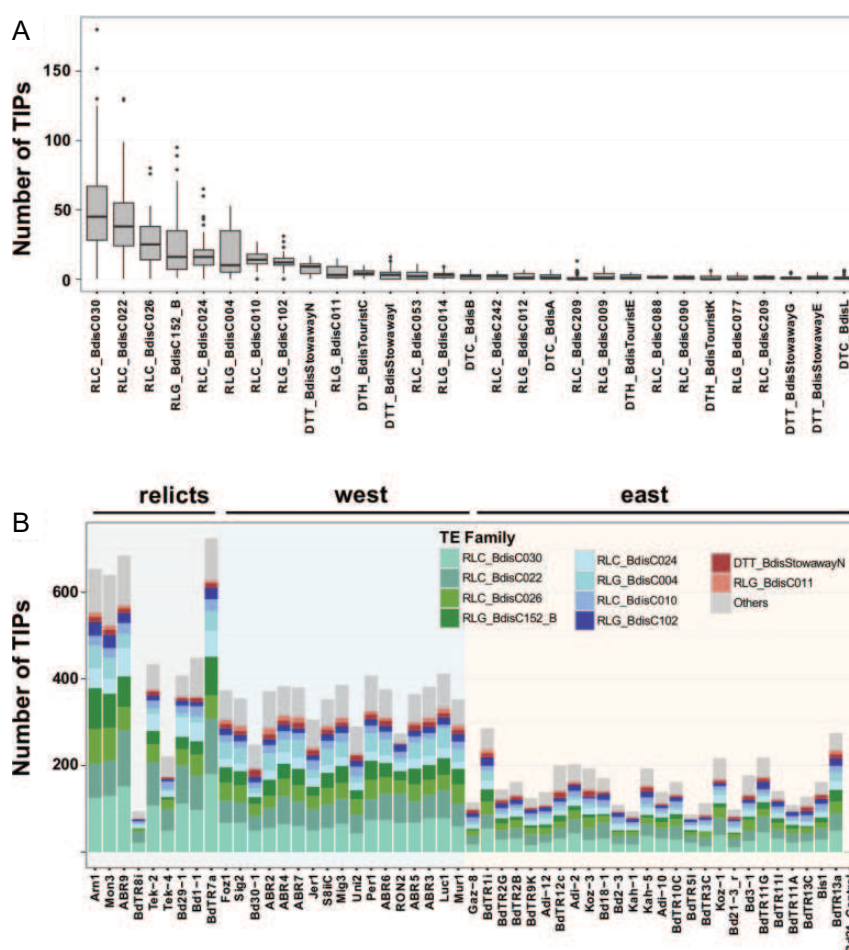 A
Number of TIPs
150
100
50
0
RLC_BdisC030
RLC_BdisC022
RLC_BdisC026
RLG_BdisC152_B
RLC_BdisC024
RLG_BdisC004
RLC_BdisC010
RLG_BdisC102
DTT_BdisStowawayN
RLG_BdisC011
DTH_BdisTouristC
DTT_BdisStowawayI
RLC_BdisC053
RLG_BdisC014
DTC_BdisB
RLC_BdisC242
RLG_BdisC012
DTC_BdisA
RLC_BdisC209
RLG_BdisC009
DTH_BdisTouristE
RLC_BdisC088
RLC_BdisC090
DTH_BdisTouristK
RLG_BdisC077
RLC_BdisC209
DTT_BdisStowawayG
DTT_BdisStowawayE
DTC_BdisL
B
relicts west east
Number of TIPs
600
400
200
TE Family
RLC_BdisC030
RLC_BdisC022
RLC_BdisC026
RLG_BdisC152_B
RLC_BdisC024
RLG_BdisC004
RLC_BdisC010
RLG_BdisC102
DTT_BdisStowawayN
RLG_BdisC011
Others
Arn1
Mon3
ABR9
BdTR8i
Tek-2
Tek-4
Bd29-1
Bd1-1
BdTR7a
Foz1
Sig2
Bd30-1
ABR2
ABR4
ABR7
Jer1
S8iiC
Mig3
Uni2
Per1
ABR6
RON2
ABR5
ABR3
Luc1
Mur1
Gaz-8
BdTR1i
BdTR2G
BdTR2B
BdTR9K
Adi-12
BdTR12c
Adi-2
Koz-3
Bd18-1
Bd2-3
Kah-1
Kah-5
Adi-10
BdTR10C
BdTR5I
BdTR3C
Koz-1
Bd21-3_r
Bd3-1
BdTR11G
BdTR11I
BdTR11A
BdTR13C
Bis1
BdTR13a